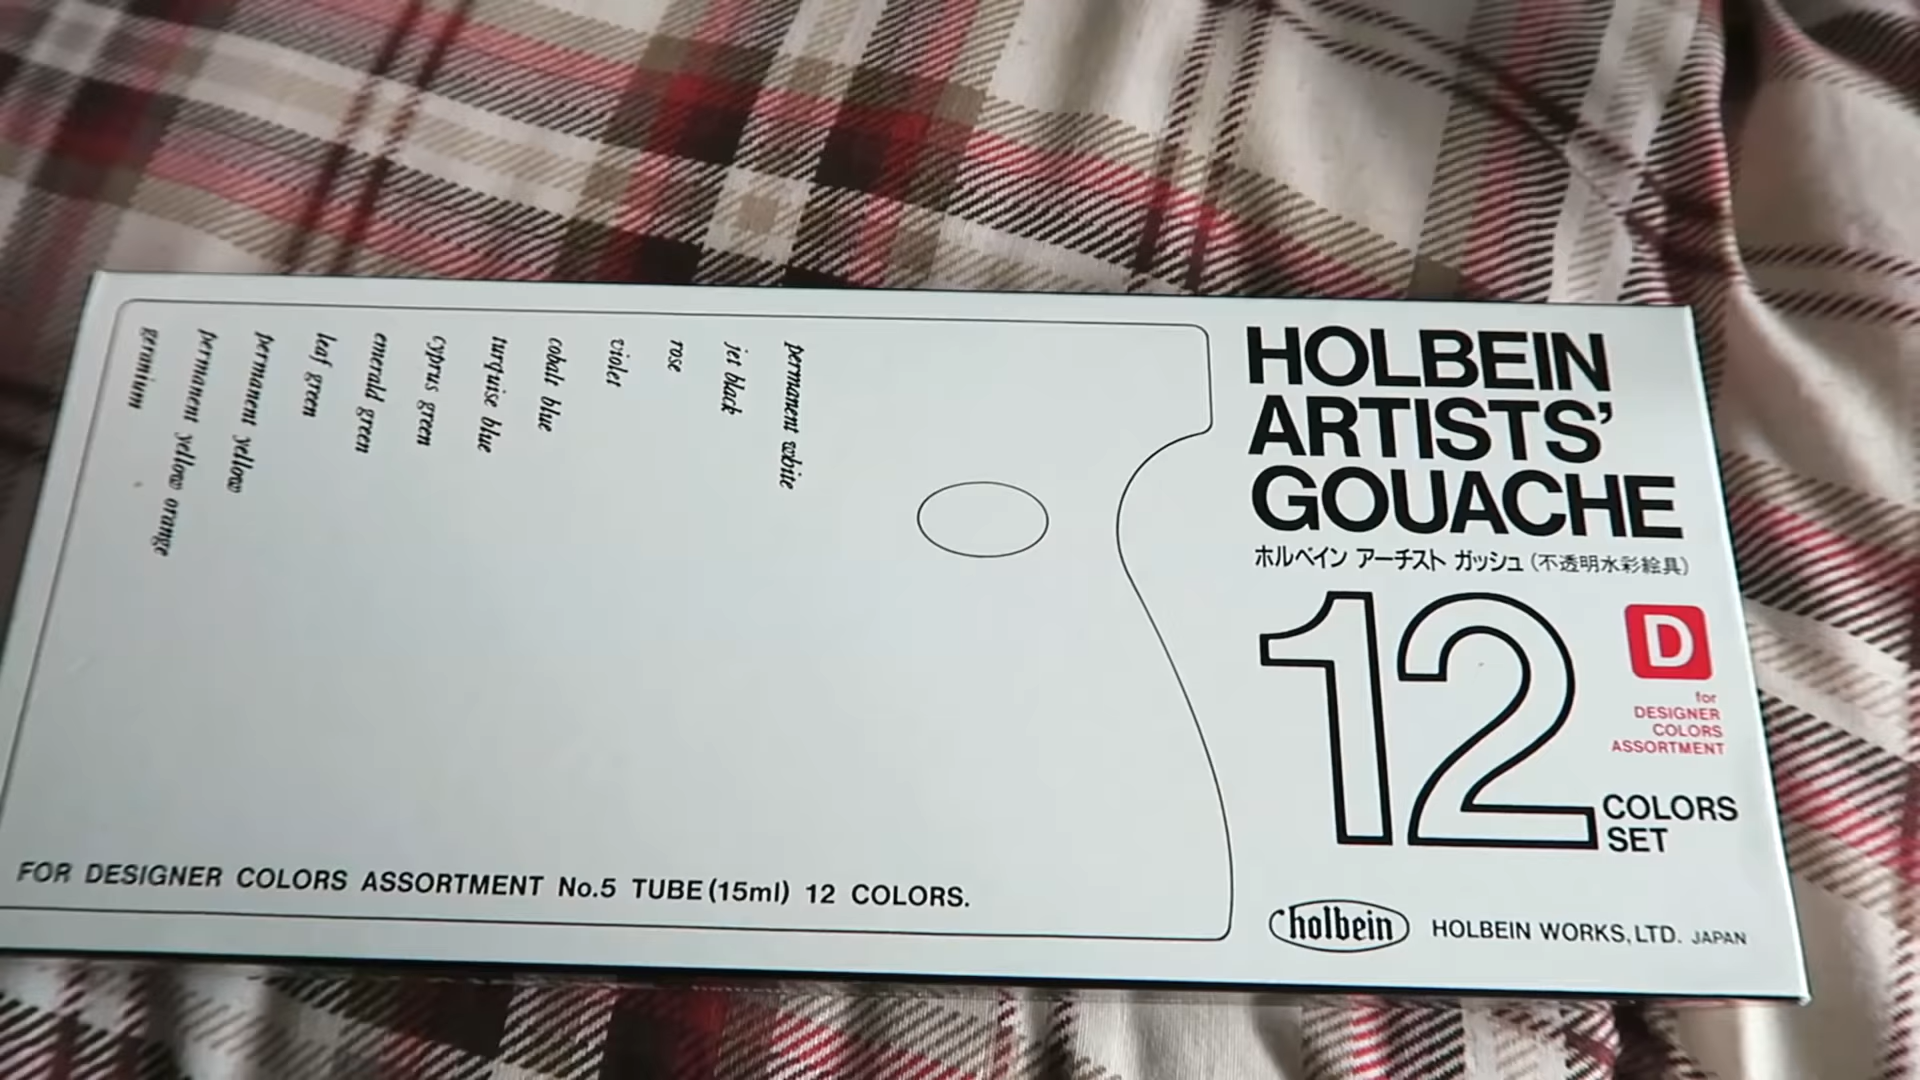 geranium
permanent yellow orange
permanent yellow
leaf green
emerald green
cyprus green
turquise blue
cobalt blue
violet
rose
jet black
permanent white
FOR DESIGNER COLORS ASSORTMENT No.5 TUBE (15ml) 12 COLORS.
HOLBEIN
ARTISTS'
GOUACHE
ホルベイン アーチスト ガッシュ(不透明水彩絵具)
12
D
for
DESIGNER
COLORS
ASSORTMENT
COLORS
SET
holbein
HOLBEIN WORKS, LTD. JAPAN